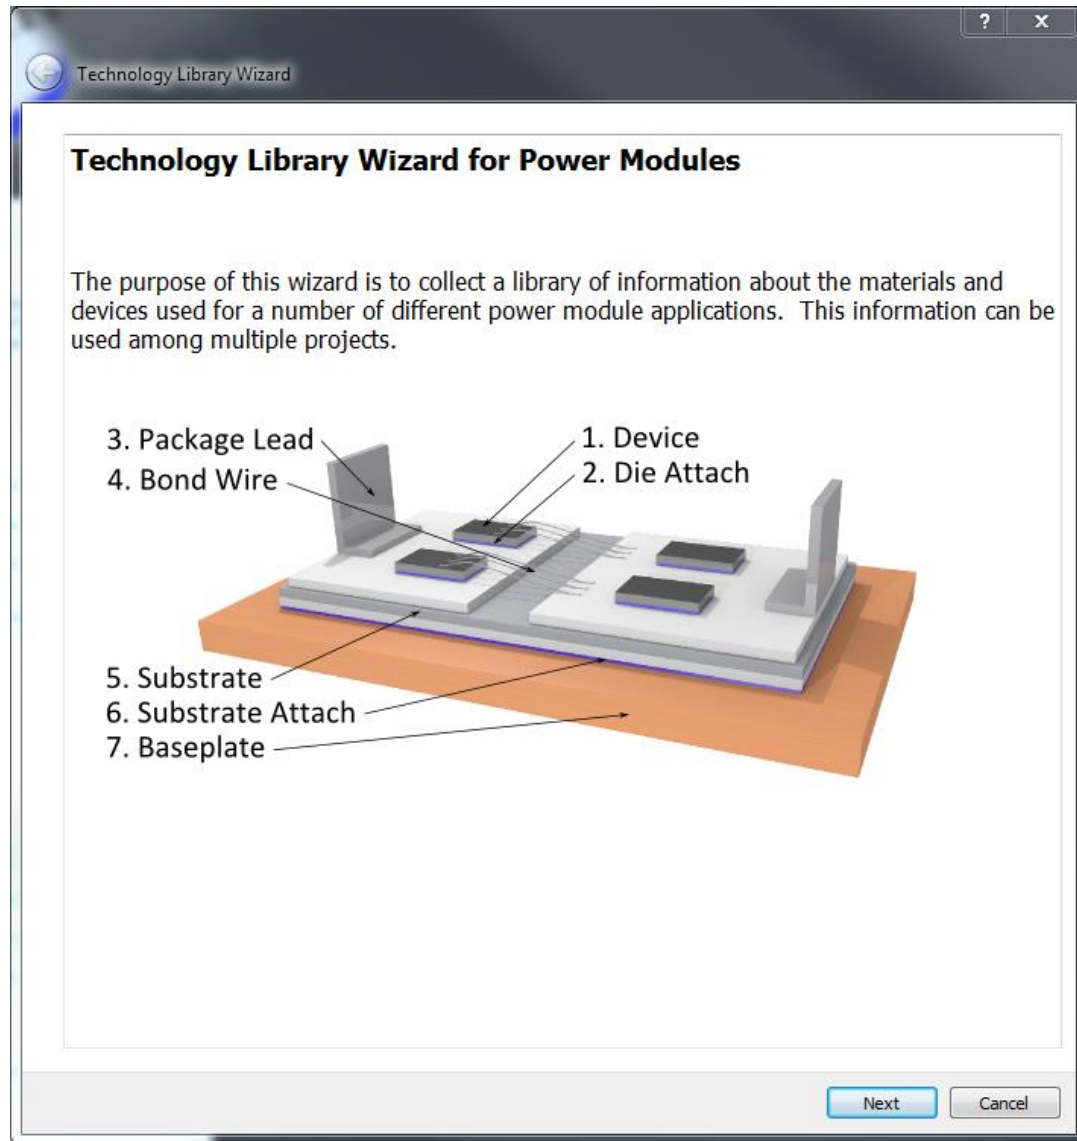 ? X
Technology Library Wizard
Technology Library Wizard for Power Modules
The purpose of this wizard is to collect a library of information about the materials and
devices used for a number of different power module applications.  This information can be
used among multiple projects.
3. Package Lead
4. Bond Wire
1. Device
2. Die Attach
5. Substrate
6. Substrate Attach
7. Baseplate
Next
Cancel